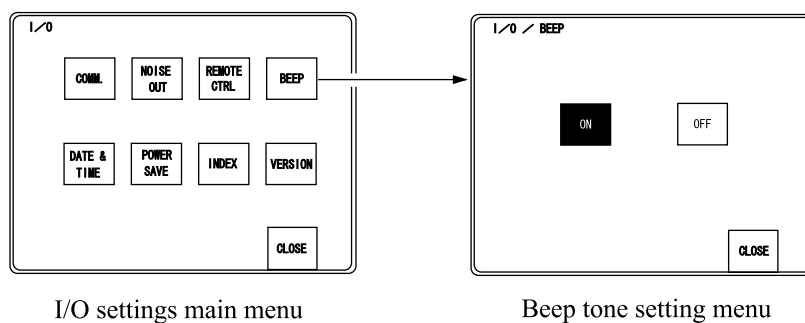 I/O
COMM.
NOISE
OUT
REMOTE
CTRL
BEEP
DATE &
TIME
POWER
SAVE
INDEX
VERSION
CLOSE
I/O settings main menu
I/O / BEEP
ON
OFF
CLOSE
Beep tone setting menu